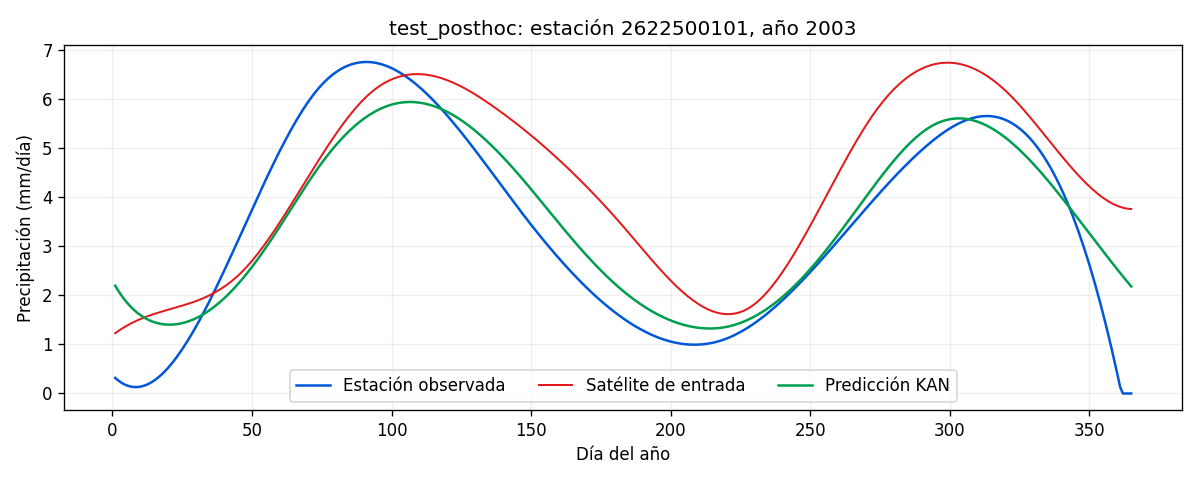 test_posthoc: estación 2622500101, año 2003
Precipitación (mm/día)
7
6
5
4
3
2
1
0
Estación observada
Satélite de entrada
Predicción KAN
0
50
100
150
200
250
300
350
Día del año